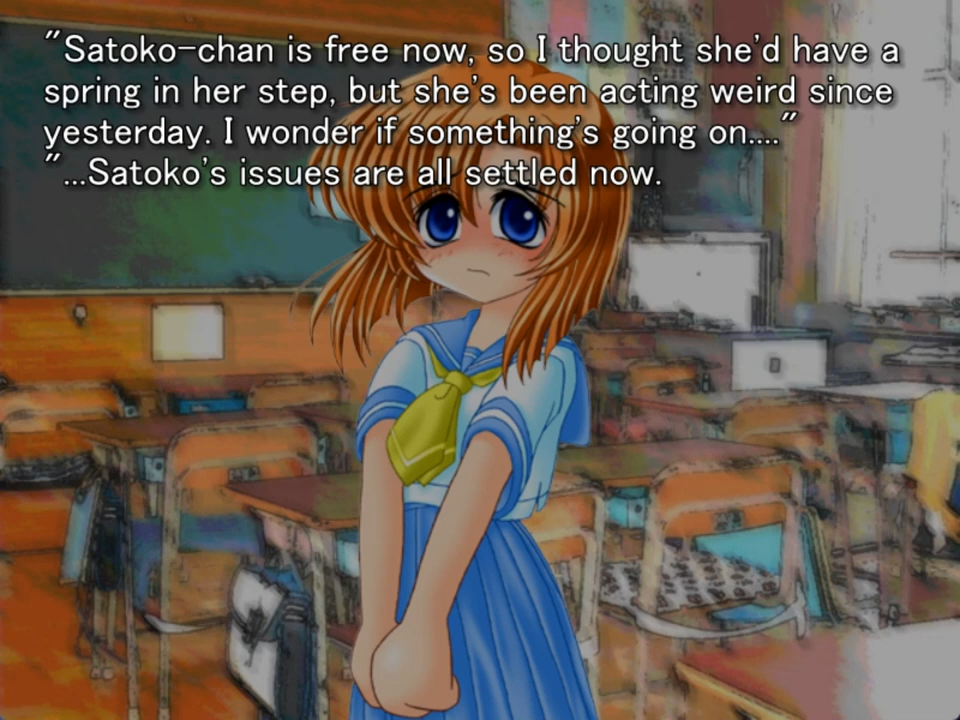 "Satoko-chan is free now, so I thought she'd have a
spring in her step, but she's been acting weird since
yesterday. I wonder if something's going on...."
"...Satoko's issues are all settled now.